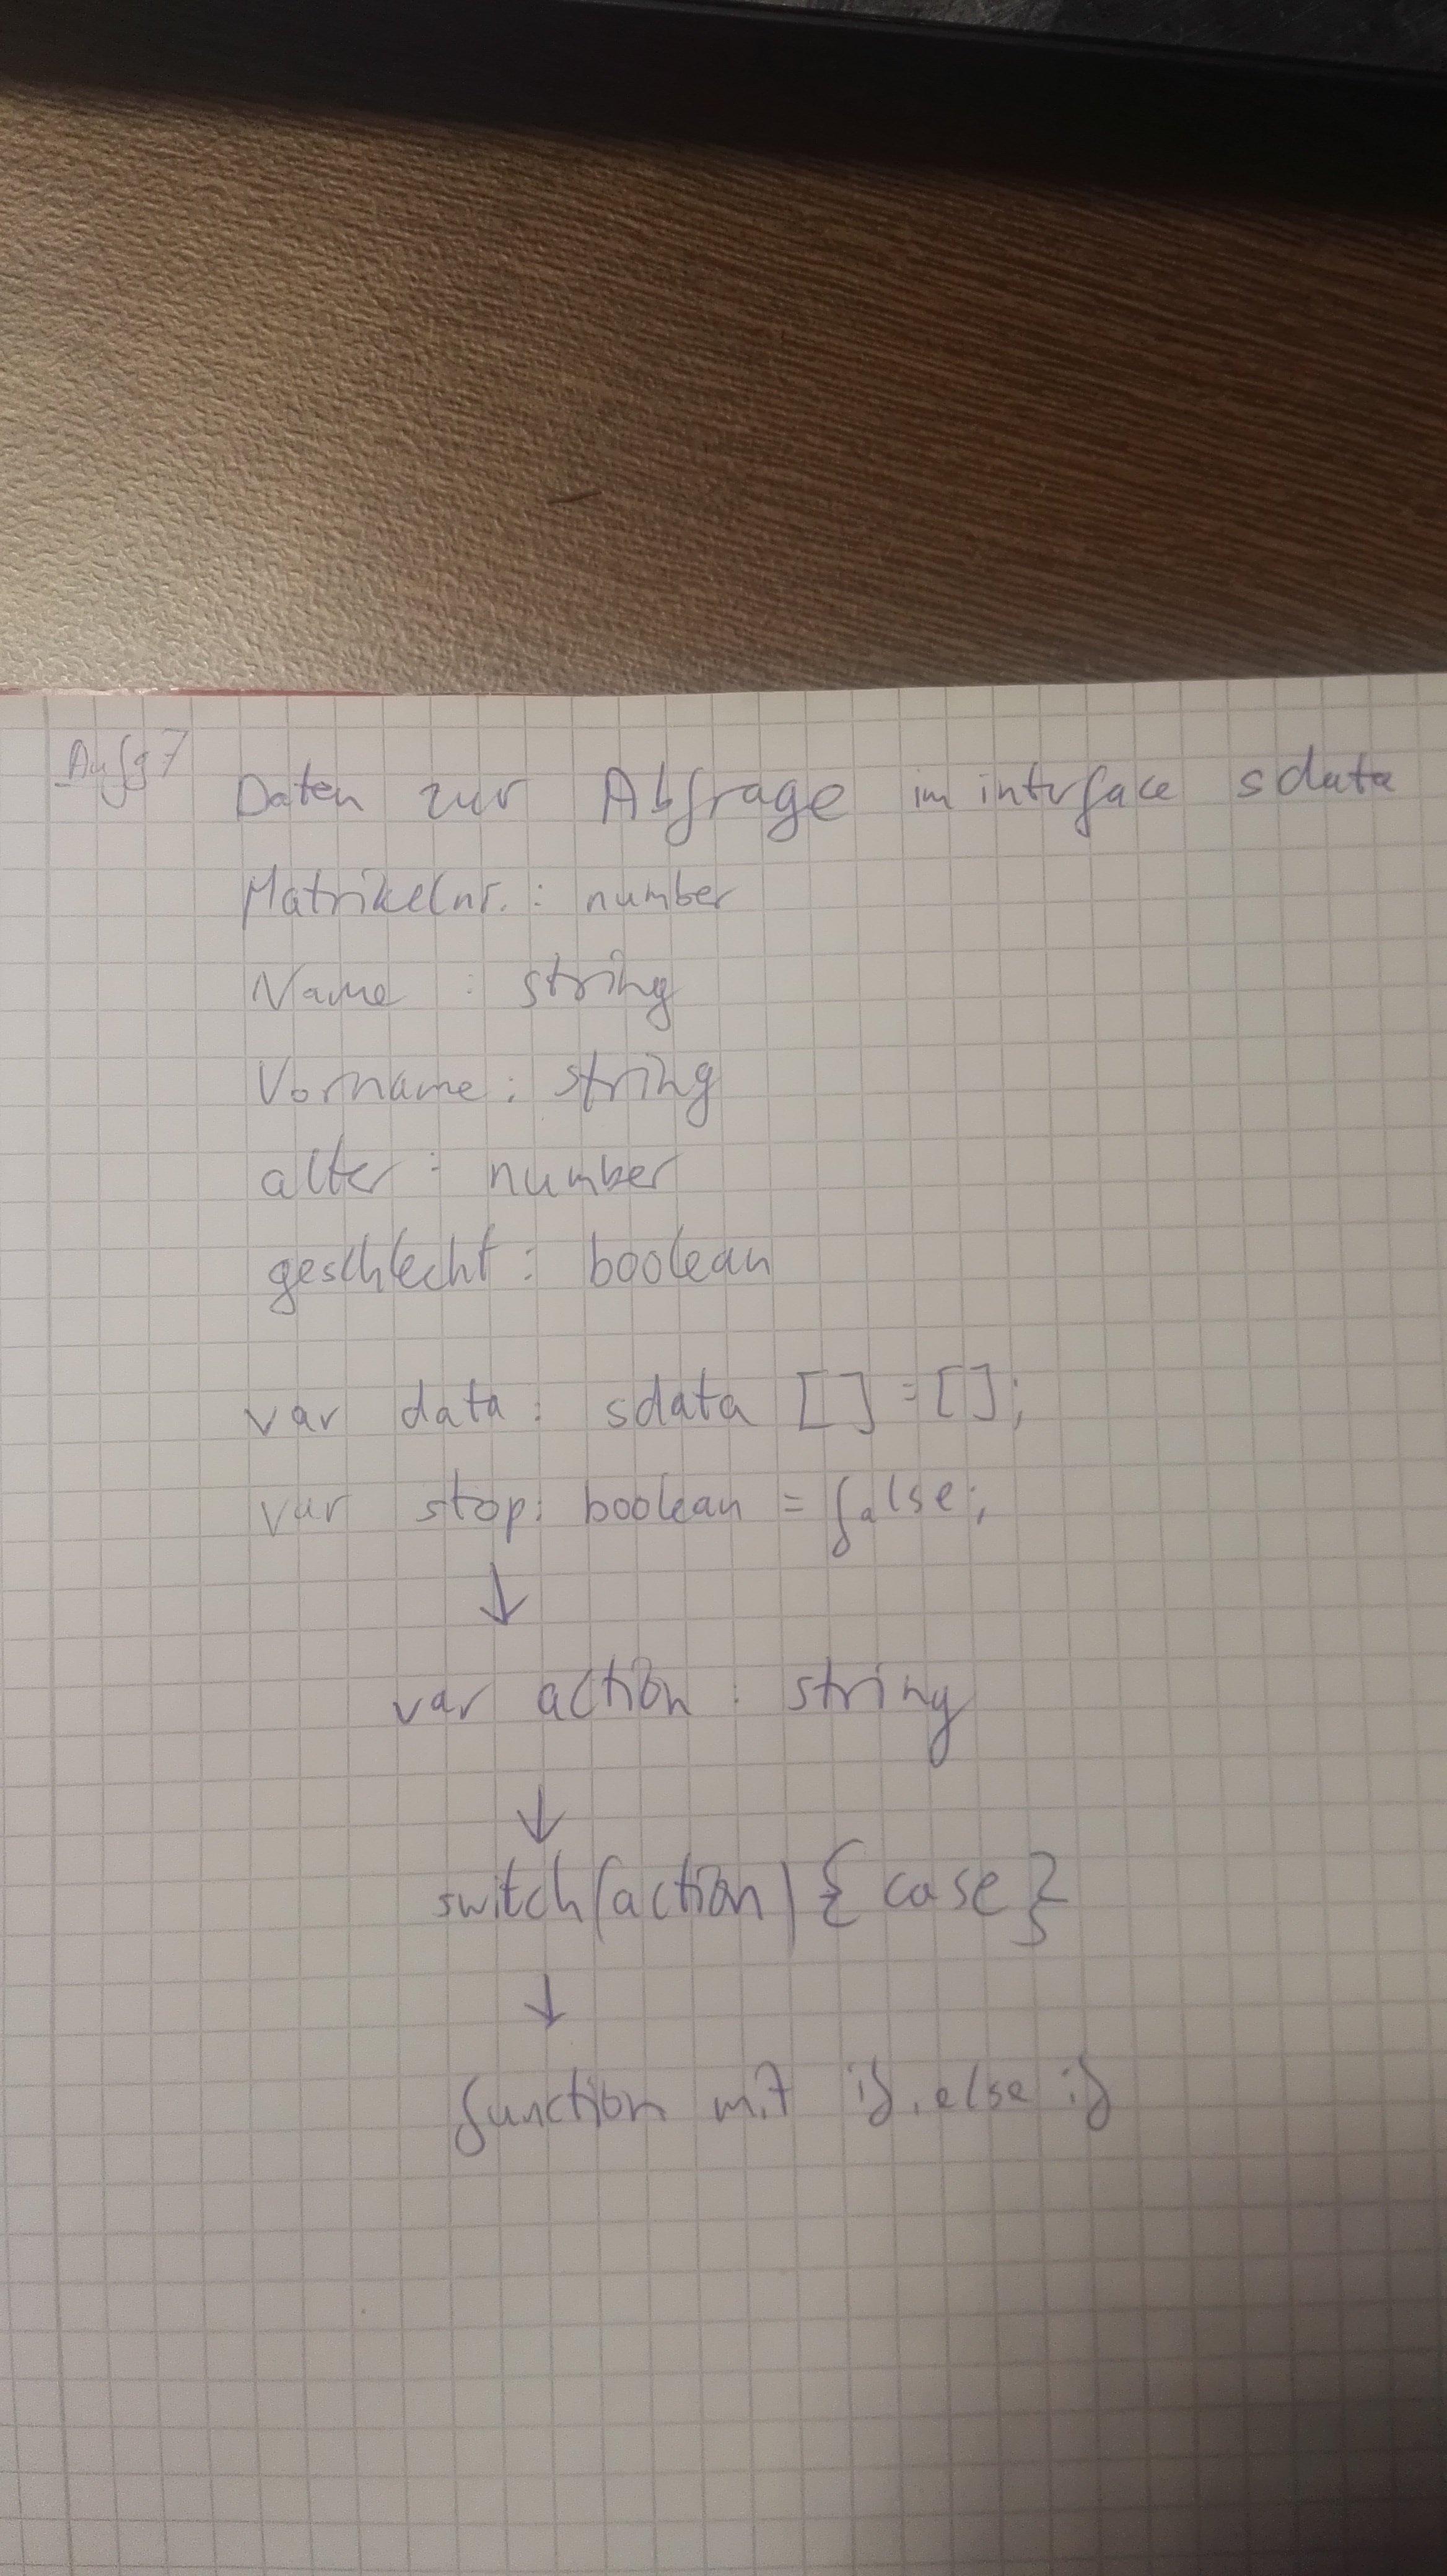 Aufg 7
Daten zur Abfrage im interface sdata
Matrikelnr. : number
Name : string
Vorname : string
alter : number
geschlecht : boolean
var data : sdata [] = [];
var stop : boolean = false;
↓
var action : string
↓
switch(action) { case }
↓
function mit if, else if